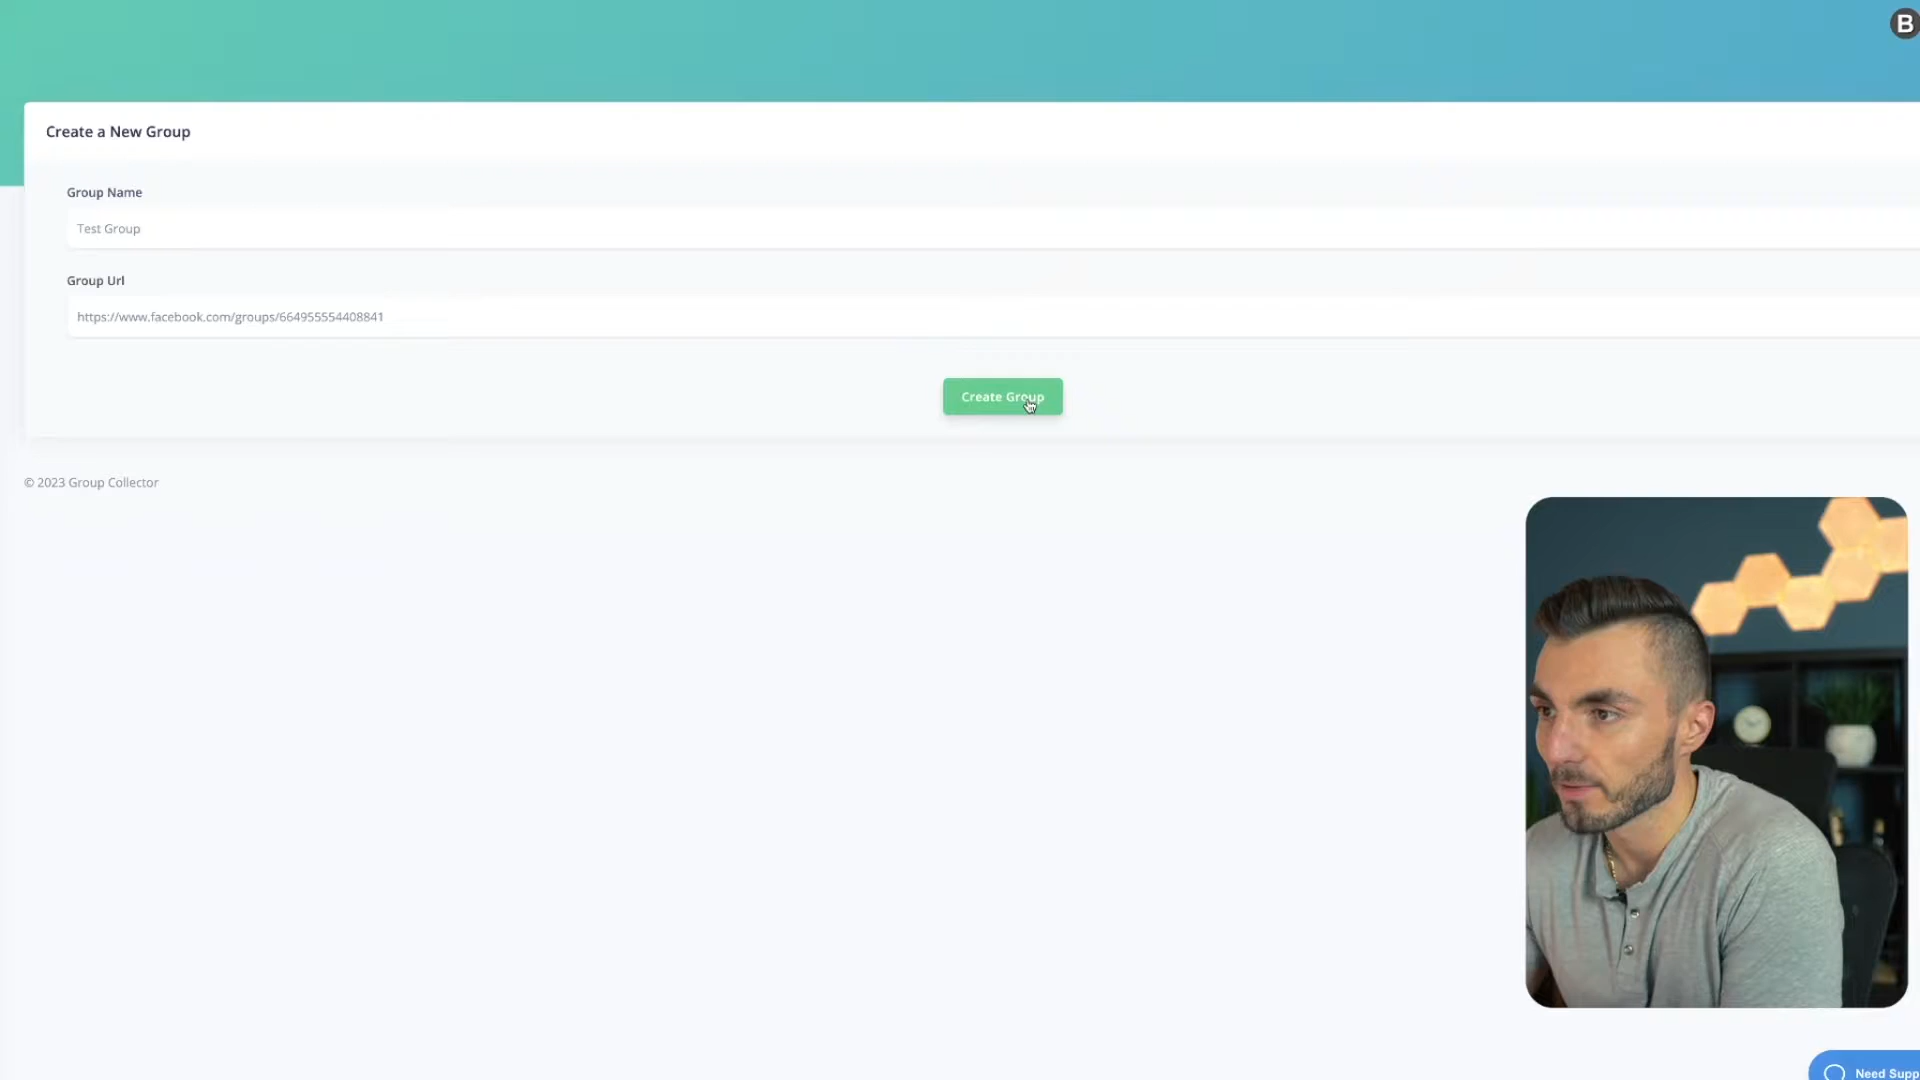 B
Create a New Group
Group Name
Test Group
Group Url
https://www.facebook.com/groups/664955554408841
Create Group
© 2023 Group Collector
Need Supp